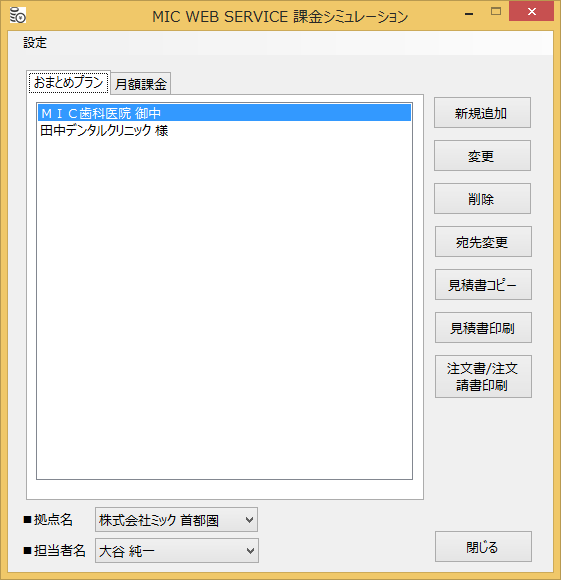 MIC WEB SERVICE 課金シミュレーション
設定
おまとめプラン
月額課金
ＭＩＣ歯科医院 御中
田中デンタルクリニック 様
新規追加
変更
削除
宛先変更
見積書コピー
見積書印刷
注文書/注文
請書印刷
■拠点名
株式会社ミック 首都圏
■担当者名
大谷 純一
閉じる